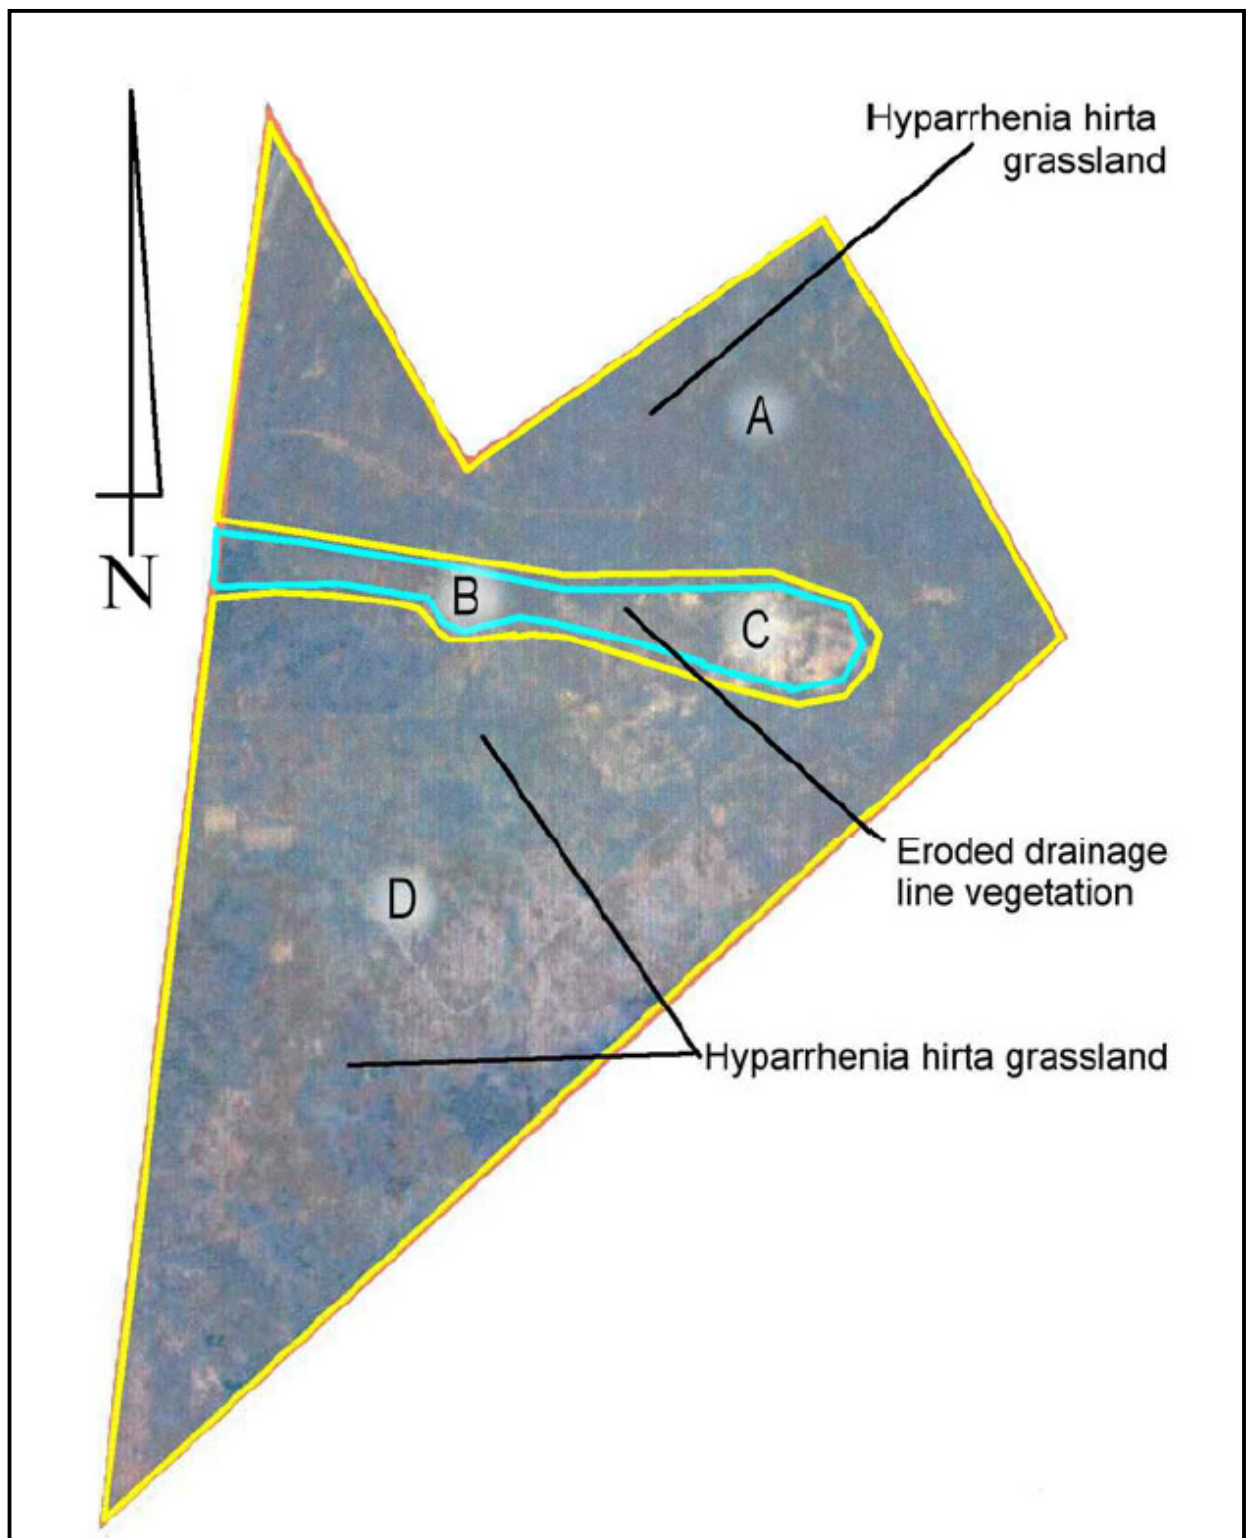 Hyparrhenia hirta
grassland
A
N
B
C
Eroded drainage
line vegetation
D
Hyparrhenia hirta grassland